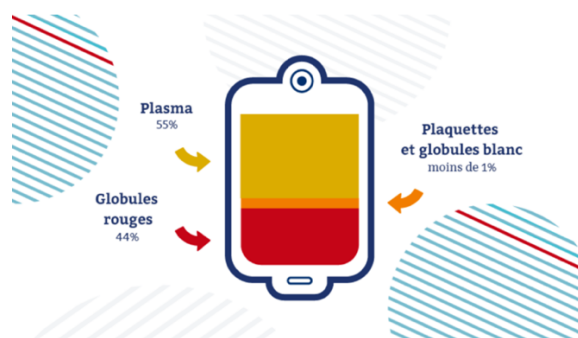 Plasma
55%
Globules
rouges
44%
Plaquettes
et globules blanc
moins de 1%